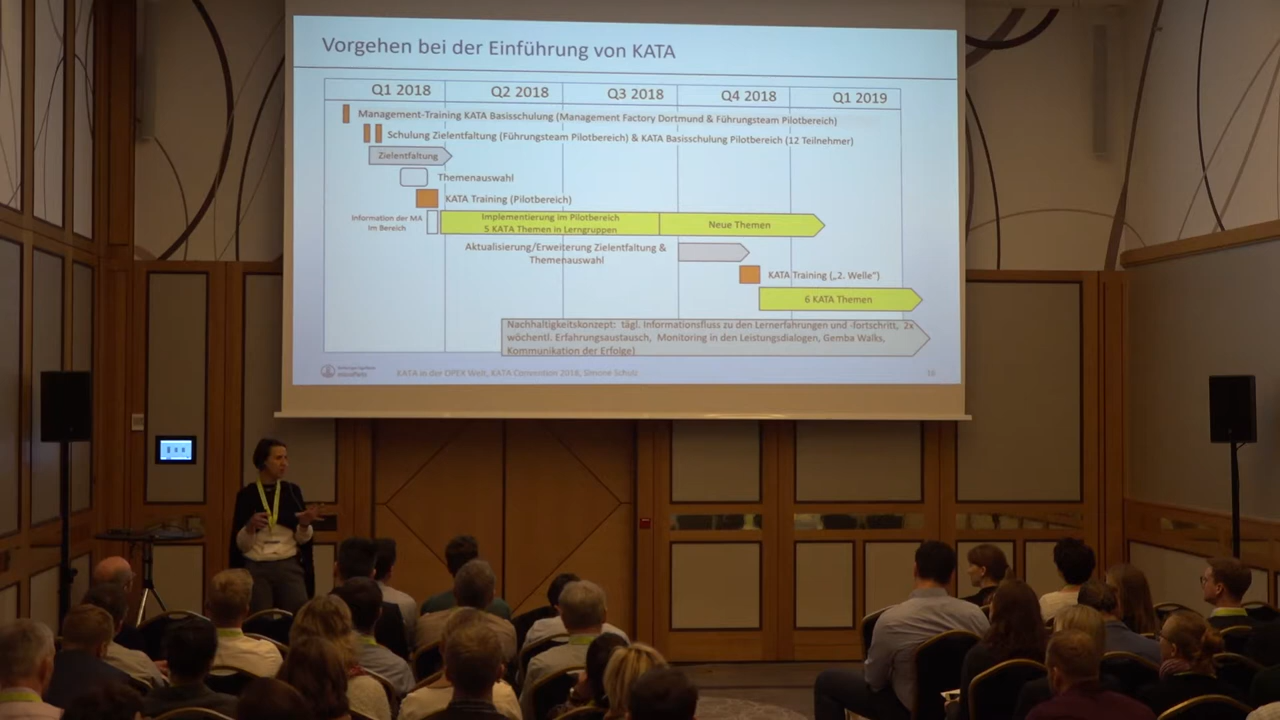 Vorgehen bei der Einführung von KATA
Q1 2018
Q2 2018
Q3 2018
Q4 2018
Q1 2019
Management-Training KATA Basisschulung (Management Factory Dortmund & Führungsteam Pilotbereich)
Schulung Zielentfaltung (Führungsteam Pilotbereich) & KATA Basisschulung Pilotbereich (12 Teilnehmer)
Zielentfaltung
Themenauswahl
KATA Training (Pilotbereich)
Information der MA
im Bereich
Implementierung im Pilotbereich
5 KATA Themen in Lerngruppen
Neue Themen
Aktualisierung/Erweiterung Zielentfaltung &
Themenauswahl
KATA Training („2. Welle“)
6 KATA Themen
Nachhaltigkeitskonzept: tägl. Informationsfluss zu den Lernerfahrungen und -fortschritt, 2x
wöchentl. Erfahrungsaustausch, Monitoring in den Leistungsdialogen, Gemba Walks,
Kommunikation der Erfolge)
KATA in der OPEX Welt, KATA Convention 2018, Simone Scholz